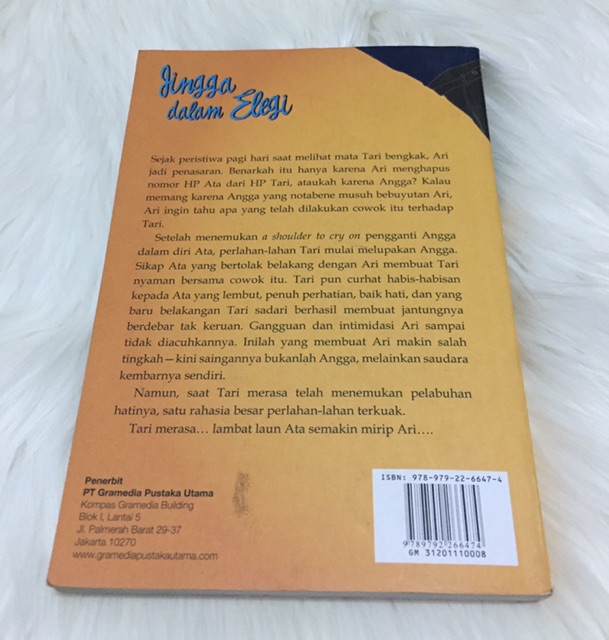 Jingga
dalam Elegi
Sejak peristiwa pagi hari saat melihat mata Tari bengkak, Ari
jadi penasaran. Benarkah itu hanya karena Ari menghapus
nomor HP Ata dari HP Tari, ataukah karena Angga? Kalau
memang karena Angga yang notabene musuh bebuyutan Ari,
Ari ingin tahu apa yang telah dilakukan cowok itu terhadap
Tari.
Setelah menemukan a shoulder to cry on pengganti Angga
dalam diri Ata, perlahan-lahan Tari mulai melupakan Angga.
Sikap Ata yang bertolak belakang dengan Ari membuat Tari
nyaman bersama cowok itu. Tari pun curhat habis-habisan
kepada Ata yang lembut, penuh perhatian, baik hati, dan yang
baru belakangan Tari sadari berhasil membuat jantungnya
berdebar tak keruan. Gangguan dan intimidasi Ari sampai
tidak diacuhkannya. Inilah yang membuat Ari makin salah
tingkah—kini saingannya bukanlah Angga, melainkan saudara
kembarnya sendiri.
Namun, saat Tari merasa telah menemukan pelabuhan
hatinya, satu rahasia besar perlahan-lahan terkuak.
Tari merasa... lambat laun Ata semakin mirip Ari....
Penerbit
PT Gramedia Pustaka Utama
Kompas Gramedia Building
Blok I, Lantai 5
Jl. Palmerah Barat 29-37
Jakarta 10270
www.gramediapustakautama.com
ISBN: 978-979-22-6647-4
9789792266474
GM 31201110008